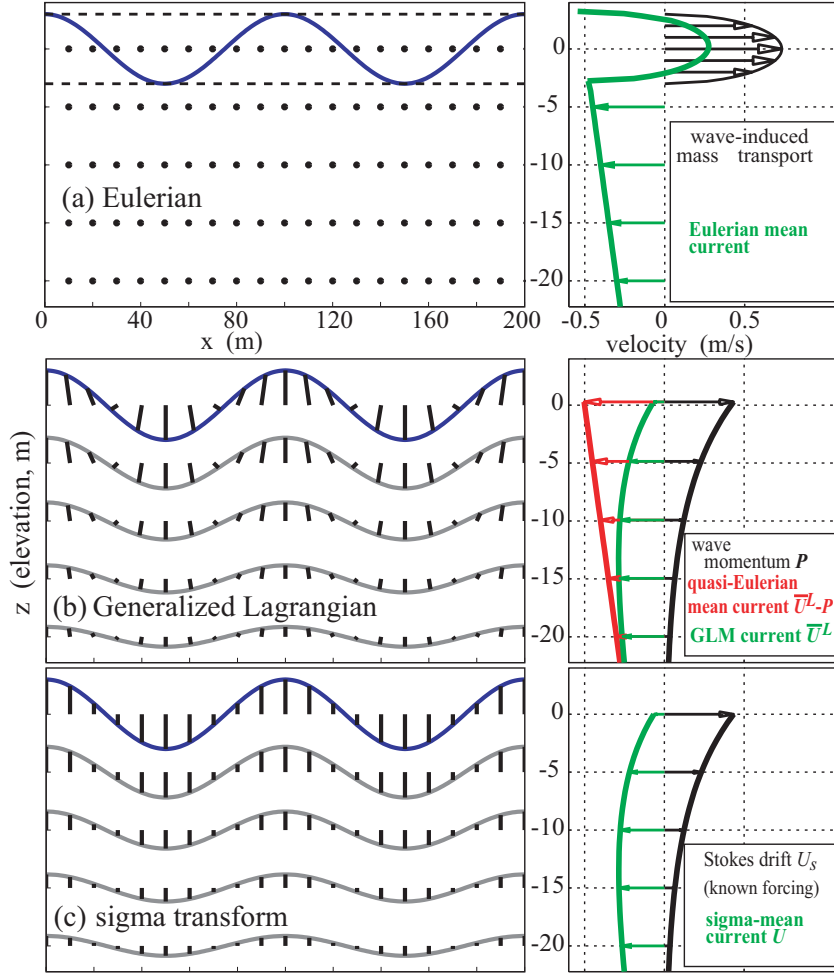 0
-5
-10
-15
-20
(a) Eulerian
wave-induced
mass transport
Eulerian mean
current
0 40 80 120 160 200
x (m)
-0.5 0 0.5
velocity (m/s)
z (elevation, m)
0
-5
-10
-15
-20
(b) Generalized Lagrangian
wave
momentum P
quasi-Eulerian
mean current U̅ᴸ-P
GLM current U̅ᴸ
0
-5
-10
-15
-20
(c) sigma transform
Stokes drift Uₛ
(known forcing)
sigma-mean
current U